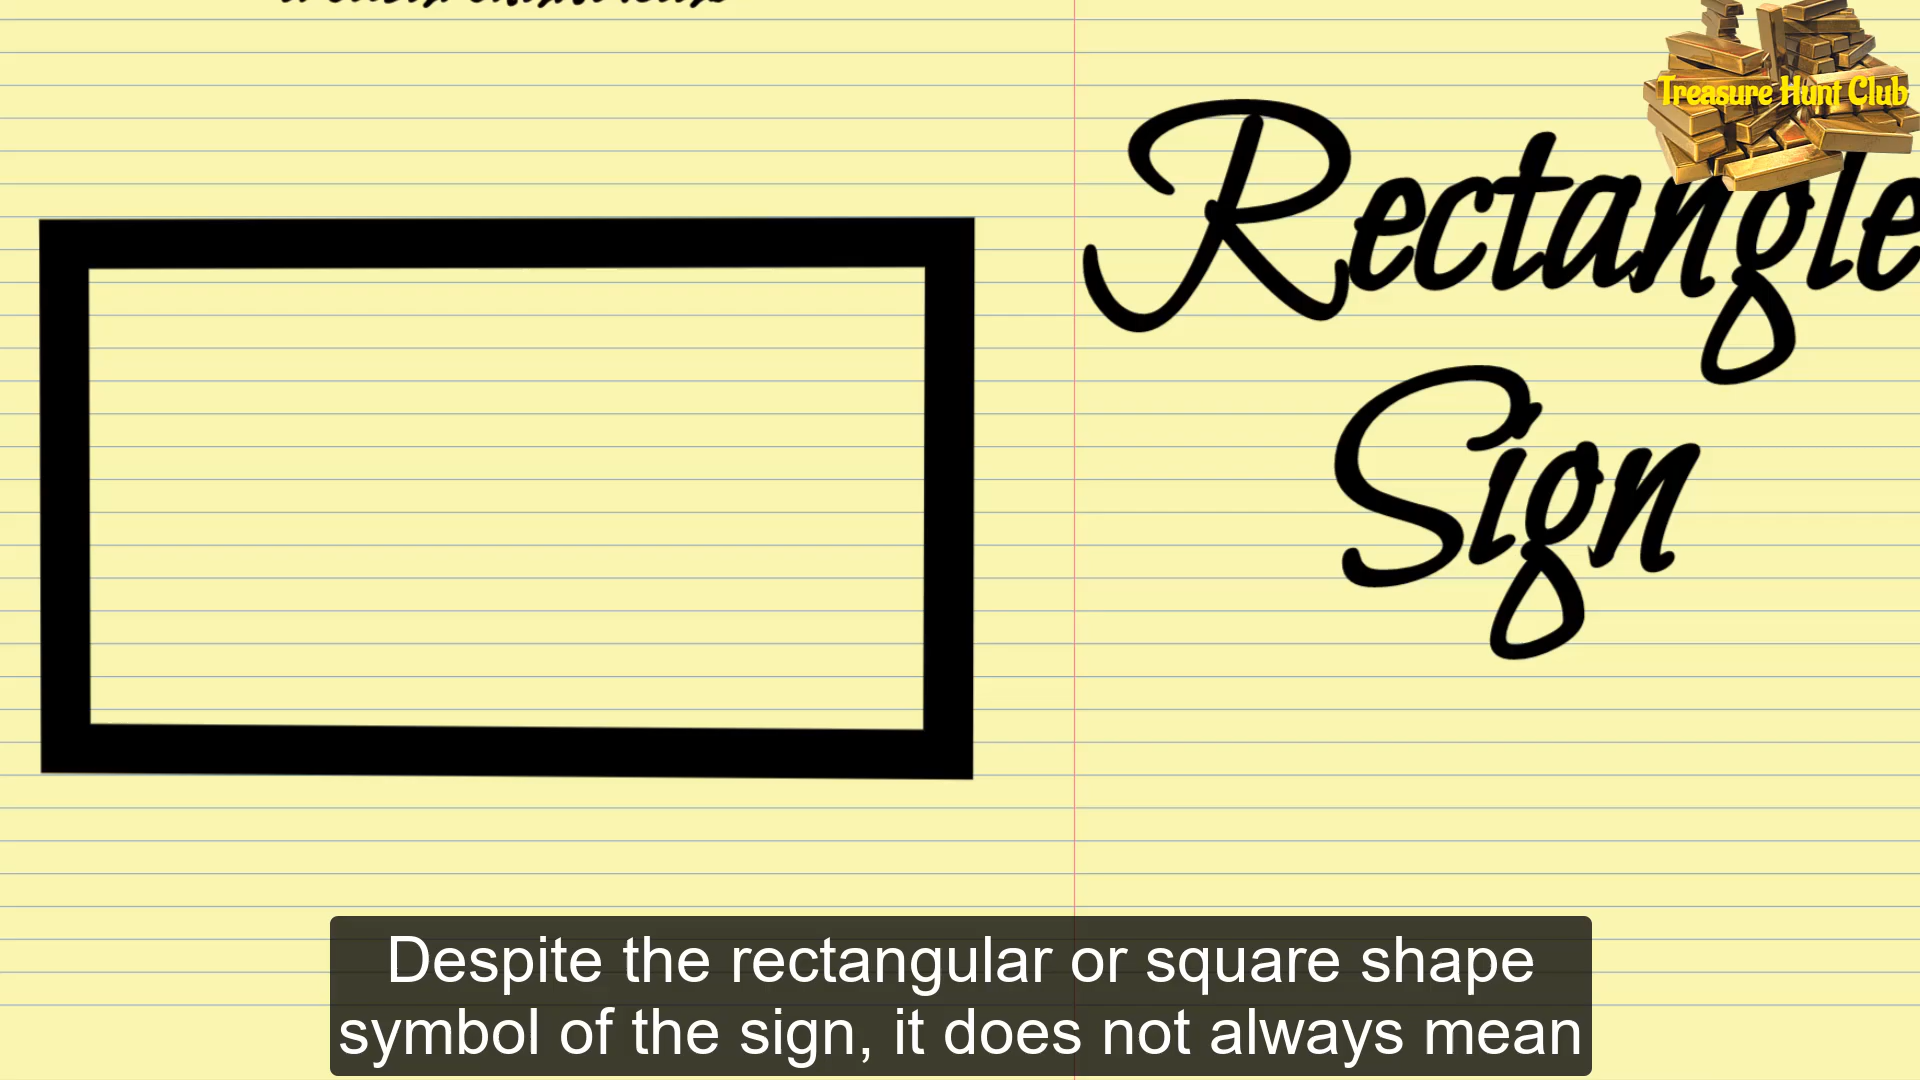 Treasure Hunt Club
Rectangle
Sign
Despite the rectangular or square shape
symbol of the sign, it does not always mean